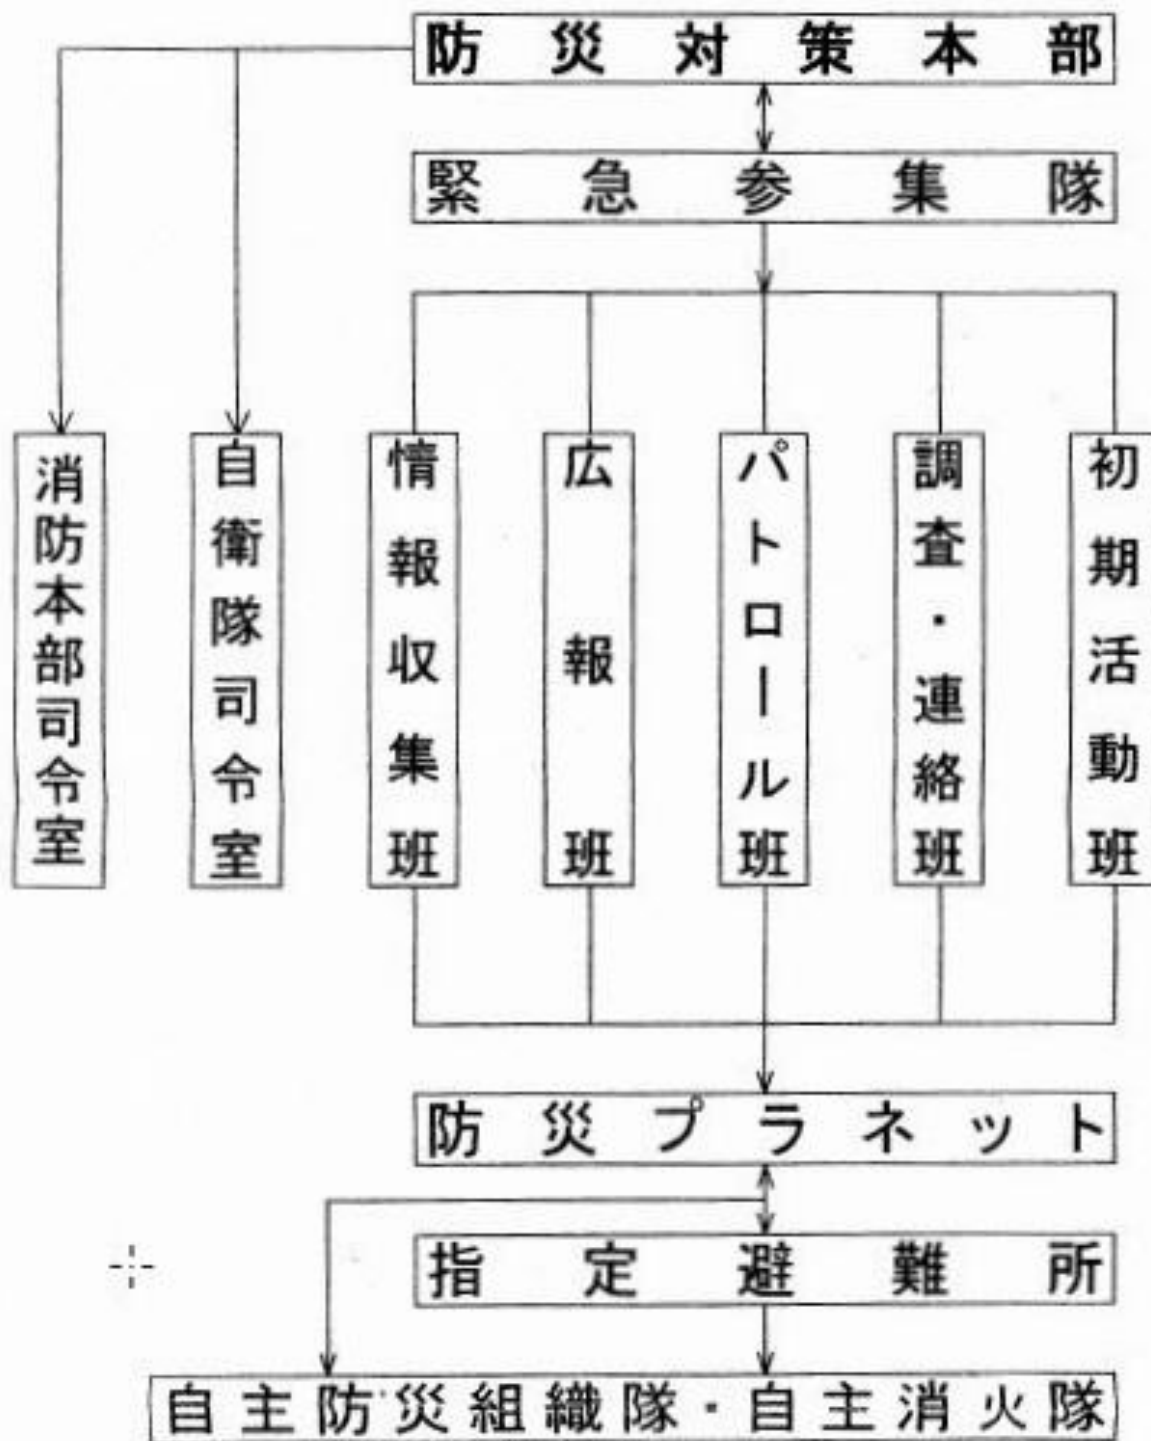 防災対策本部
緊急参集隊
消防本部司令室
自衛隊司令室
情報収集班
広報班
パトロール班
調査・連絡班
初期活動班
防災プラネット
指定避難所
自主防災組織隊・自主消火隊